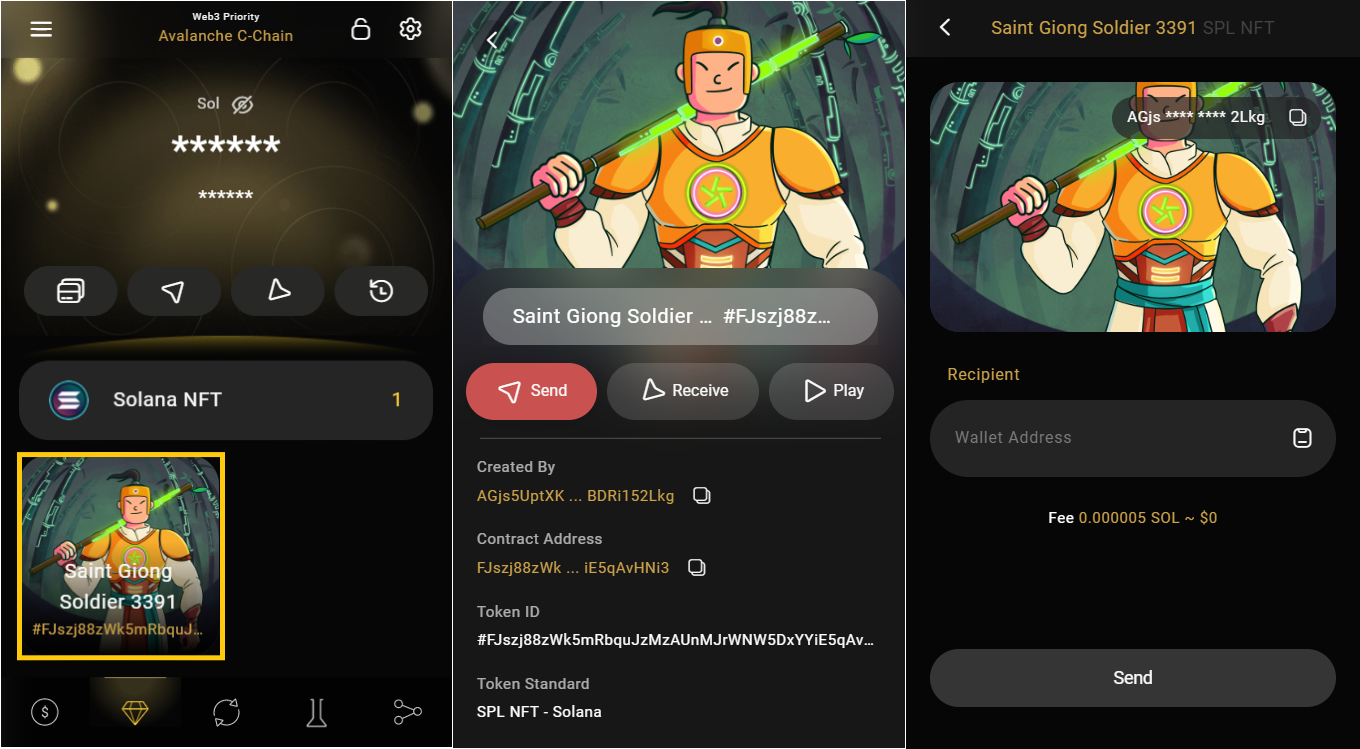 Web3 Priority
Avalanche C-Chain
Sol
******
******
Solana NFT
1
Saint Giong
Soldier 3391
#FJszj88zWk5mRbquJ...
Saint Giong Soldier ... #FJszj88z...
Send
Receive
Play
Created By
AGjs5UptXK ... BDRi152Lkg
Contract Address
FJszj88zWk ... iE5qAvHNi3
Token ID
#FJszj88zWk5mRbquJzMzAUnMJrWNW5DxYYiE5qAv...
Token Standard
SPL NFT - Solana
Saint Giong Soldier 3391 SPL NFT
AGjs **** **** 2Lkg
Recipient
Wallet Address
Fee 0.000005 SOL ~ $0
Send